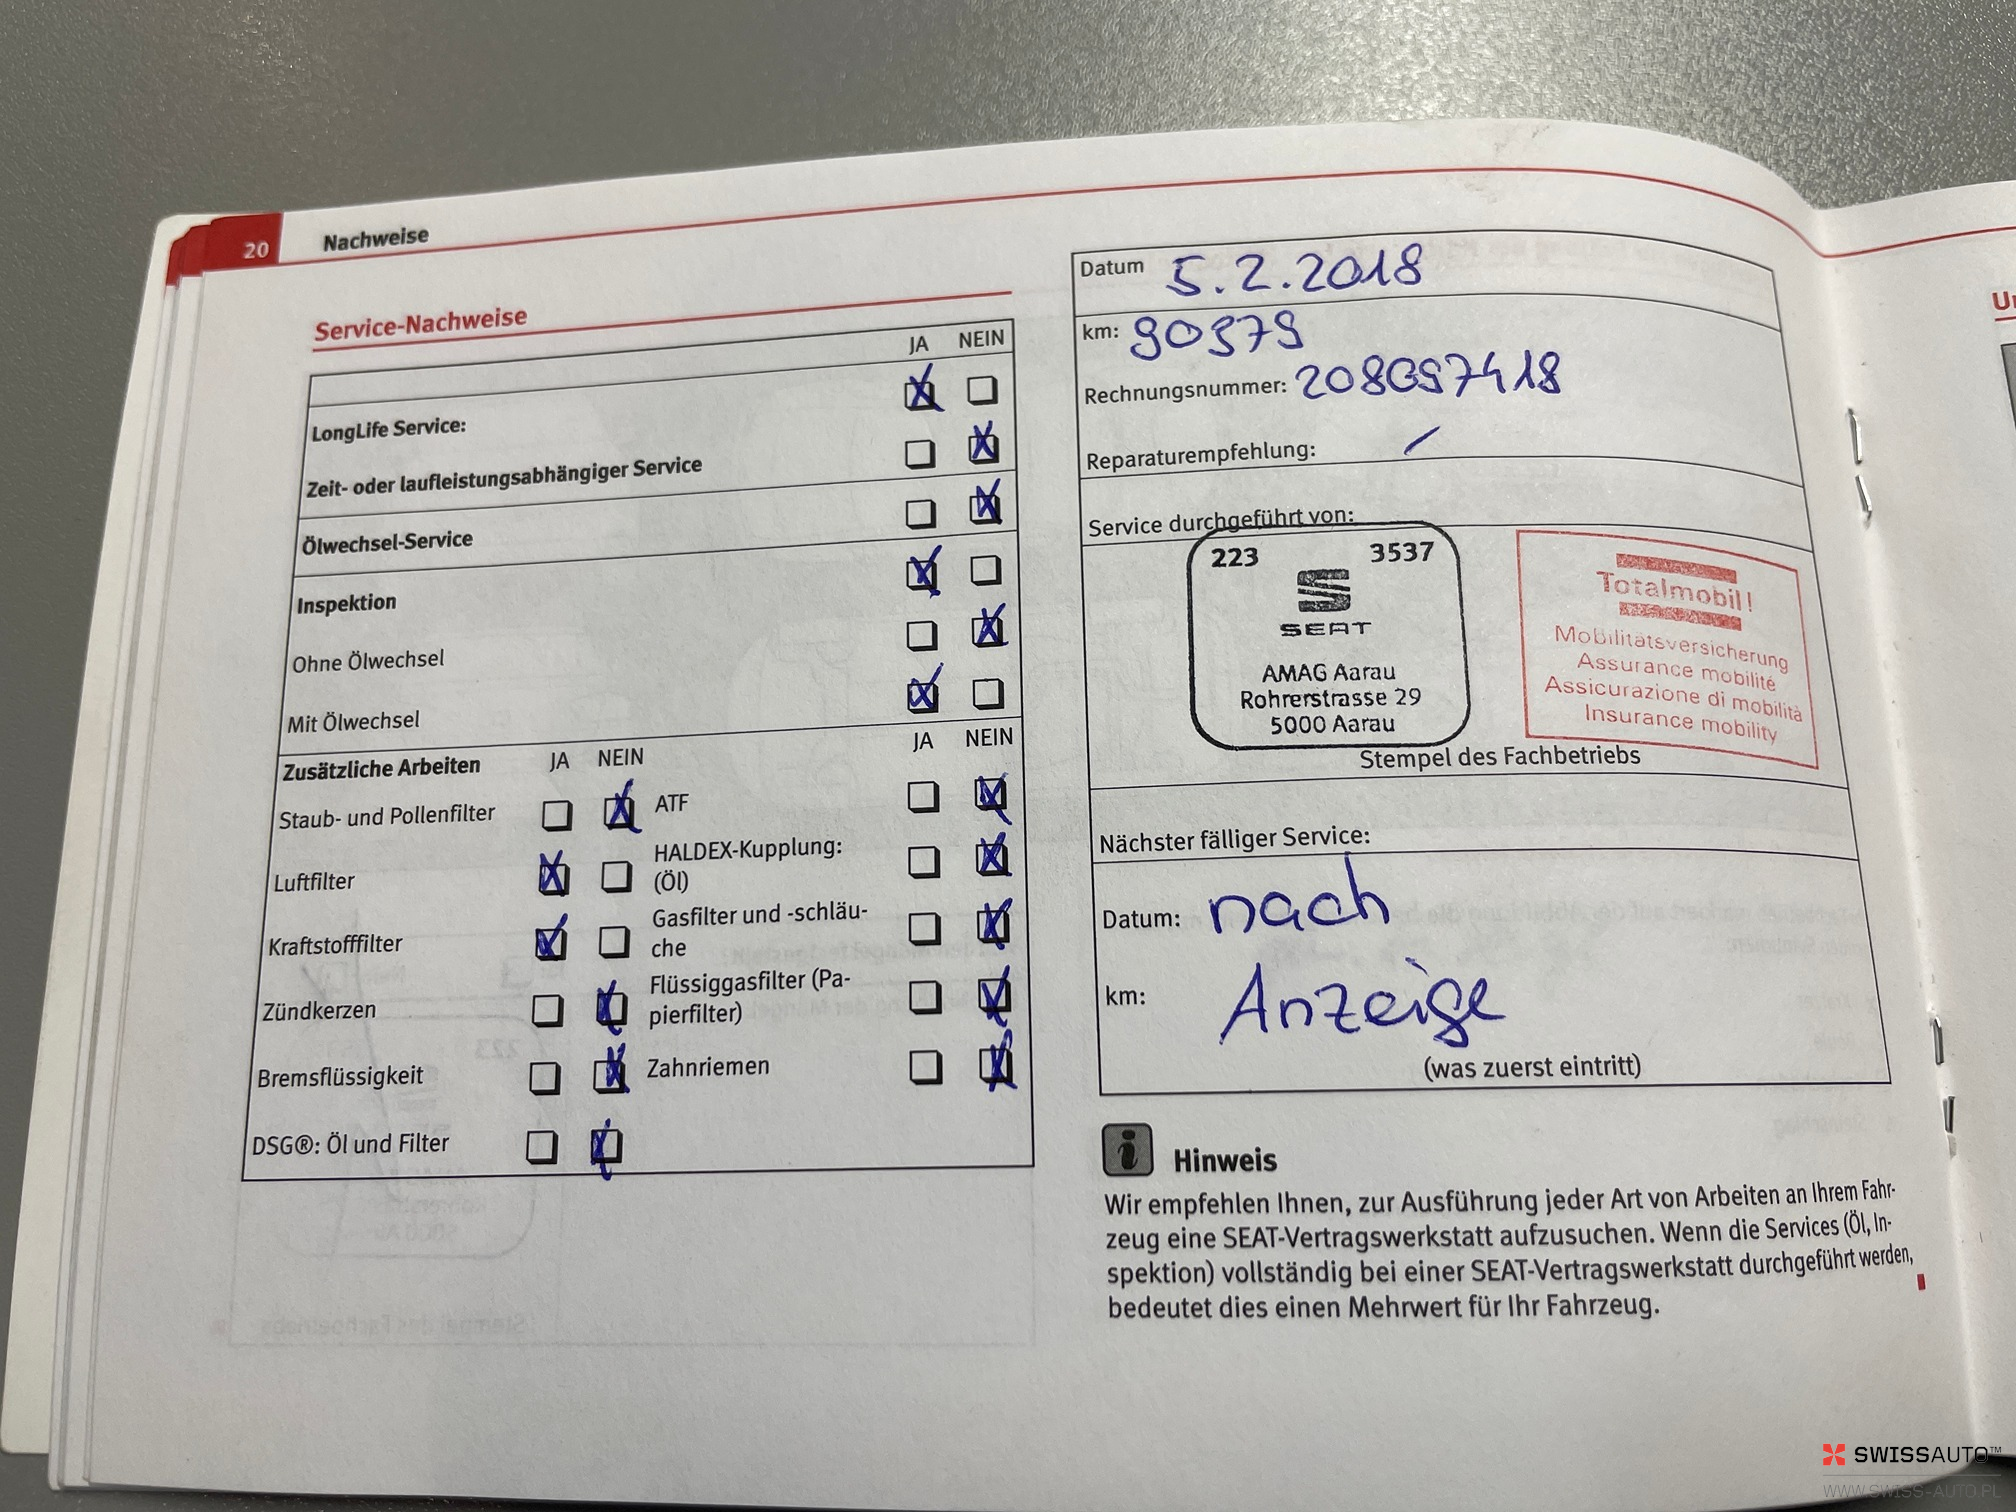 20 Nachweise
Service-Nachweise
JA NEIN
LongLife Service:
Zeit- oder laufleistungsabhängiger Service
Ölwechsel-Service
Inspektion
Ohne Ölwechsel
Mit Ölwechsel
Zusätzliche Arbeiten JA NEIN JA NEIN
Staub- und Pollenfilter
ATF
Luftfilter
HALDEX-Kupplung:
(Öl)
Kraftstofffilter
Gasfilter und -schläu-
che
Zündkerzen
Flüssiggasfilter (Pa-
pierfilter)
Bremsflüssigkeit
Zahnriemen
DSG®: Öl und Filter
Datum 5.2.2018
km: 90979
Rechnungsnummer:
Reparaturempfehlung: /
Service durchgeführt von:
223 3537
SEAT
AMAG Aarau
Rohrerstrasse 29
5000 Aarau
Totalmobil!
Mobilitätsversicherung
Assurance mobilité
Assicurazione di mobilità
Insurance mobility
Stempel des Fachbetriebs
Nächster fälliger Service:
Datum: nach
km: Anzeige
(was zuerst eintritt)
i Hinweis
Wir empfehlen Ihnen, zur Ausführung jeder Art von Arbeiten an Ihrem Fahr-
zeug eine SEAT-Vertragswerkstatt aufzusuchen. Wenn die Services (Öl, In-
spektion) vollständig bei einer SEAT-Vertragswerkstatt durchgeführt werden,
bedeutet dies einen Mehrwert für Ihr Fahrzeug.
SWISSAUTO™
WWW.SWISS-AUTO.PL